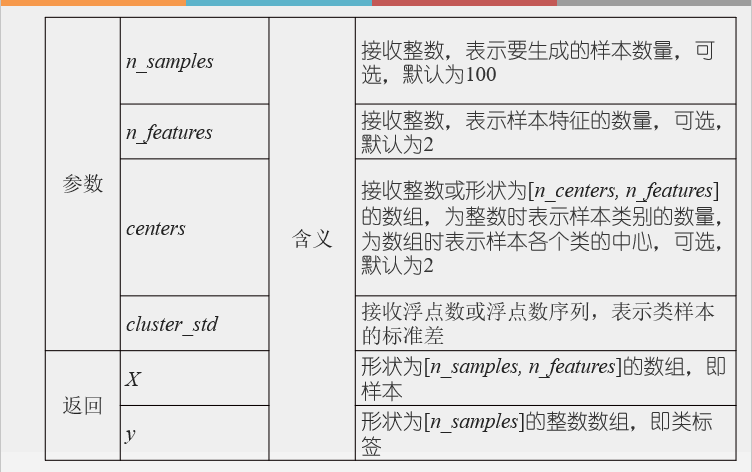 参数
n_samples
含义
接收整数，表示要生成的样本数量，可
选，默认为100
n_features
接收整数，表示样本特征的数量，可选，
默认为2
centers
接收整数或形状为[n_centers, n_features]
的数组，为整数时表示样本类别的数量，
为数组时表示样本各个类的中心，可选，
默认为2
cluster_std
接收浮点数或浮点数序列，表示类样本
的标准差
返回
X
形状为[n_samples, n_features]的数组，即
样本
y
形状为[n_samples]的整数数组，即类标
签